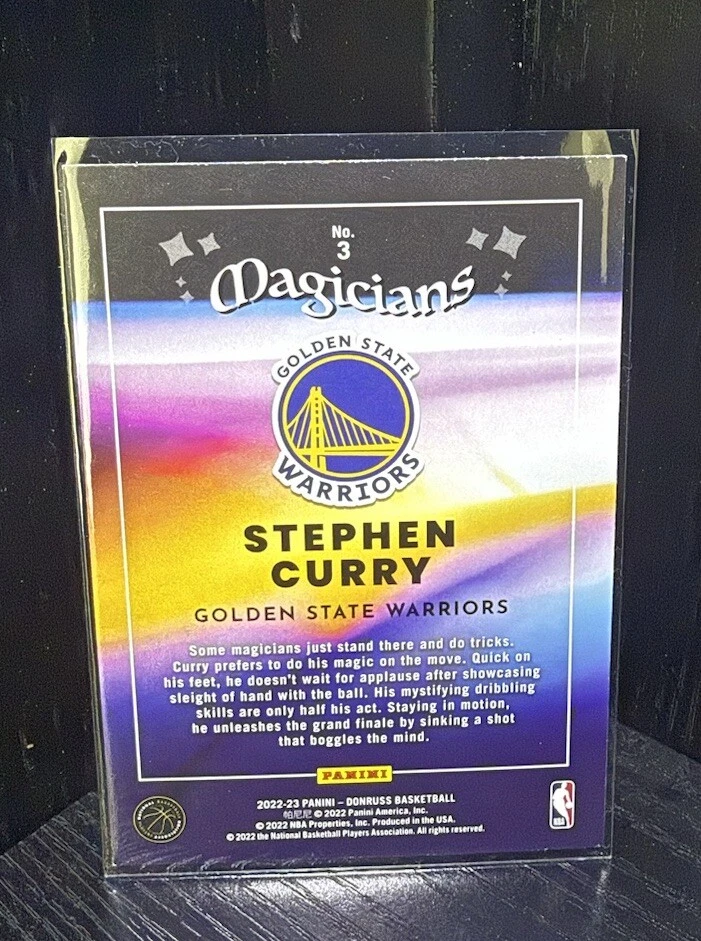 No.
3
Magicians
GOLDEN STATE
WARRIORS
STEPHEN
CURRY
GOLDEN STATE WARRIORS
Some magicians just stand there and do tricks.
Curry prefers to do his magic on the move. Quick on
his feet, he doesn't wait for applause after showcasing
sleight of hand with the ball. His mystifying dribbling
skills are only half his act. Staying in motion,
he unleashes the grand finale by sinking a shot
that boggles the mind.
PANINI
2022-23 PANINI – DONRUSS BASKETBALL
帕尼尼 © 2022 Panini America, Inc.
© 2022 NBA Properties, Inc. Produced in the USA.
© 2022 the National Basketball Players Association. All rights reserved.
NBA